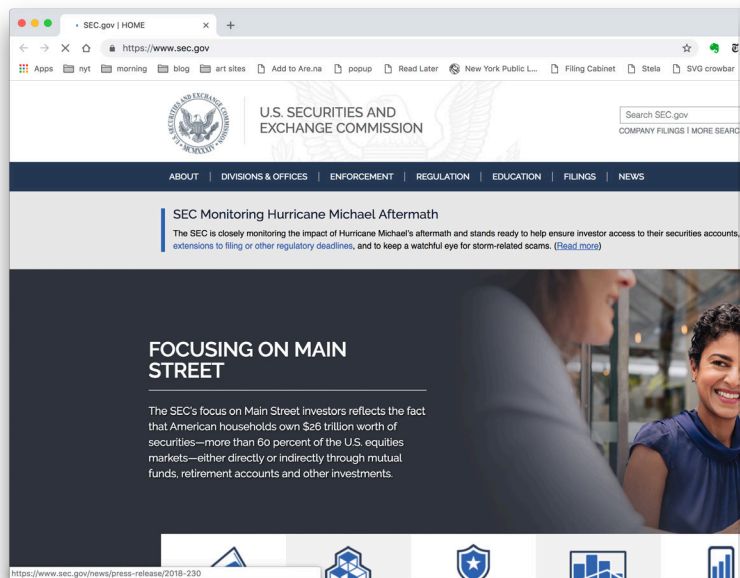 SEC.gov | HOME
https://www.sec.gov
Apps nyt morning blog art sites Add to Are.na popup Read Later New York Public L... Filing Cabinet Stela SVG crowbar
SECURITIES AND EXCHANGE COMMISSION
MCMXXXIV
U.S. SECURITIES AND
EXCHANGE COMMISSION
Search SEC.gov
COMPANY FILINGS | MORE SEARC
ABOUT | DIVISIONS & OFFICES | ENFORCEMENT | REGULATION | EDUCATION | FILINGS | NEWS
SEC Monitoring Hurricane Michael Aftermath
The SEC is closely monitoring the impact of Hurricane Michael's aftermath and stands ready to help ensure investor access to their securities accounts,
extensions to filing or other regulatory deadlines, and to keep a watchful eye for storm-related scams. (Read more)
FOCUSING ON MAIN
STREET
The SEC's focus on Main Street investors reflects the fact
that American households own $26 trillion worth of
securities—more than 60 percent of the U.S. equities
markets—either directly or indirectly through mutual
funds, retirement accounts and other investments.
https://www.sec.gov/news/press-release/2018-230